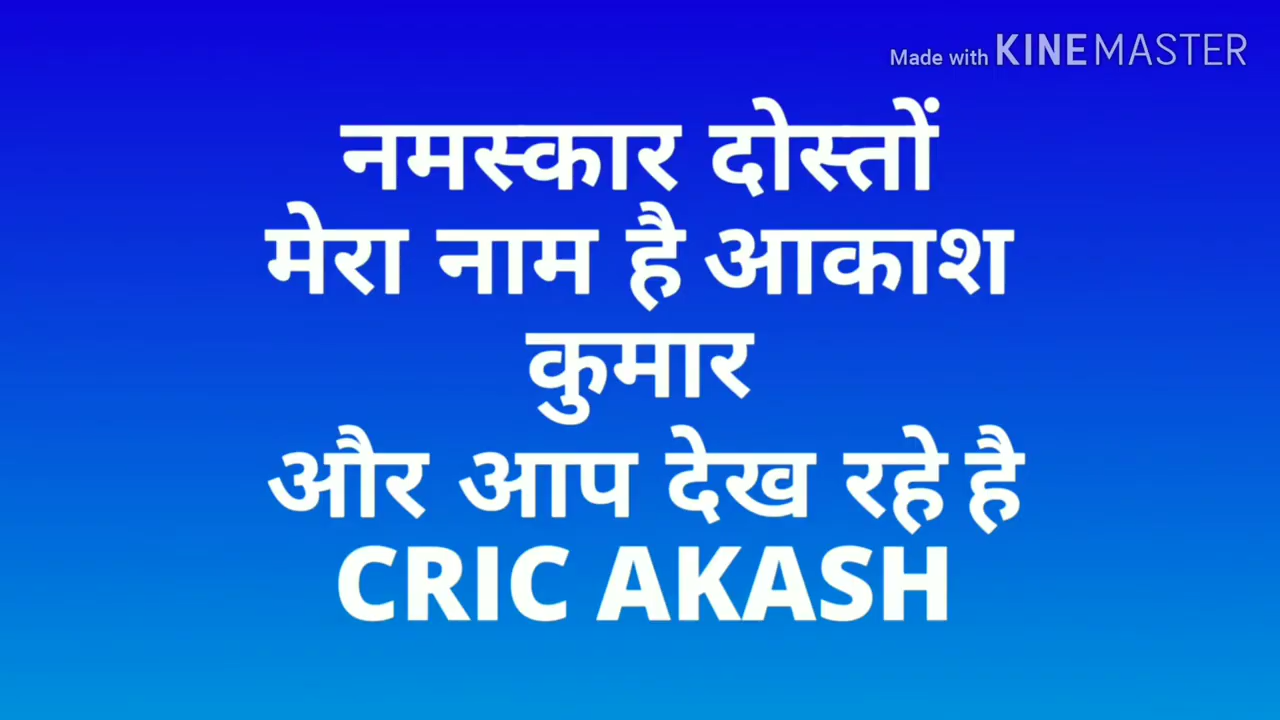 Made with KINEMASTER
नमस्कार दोस्तों
मेरा नाम है आकाश
कुमार
और आप देख रहे है
CRIC AKASH